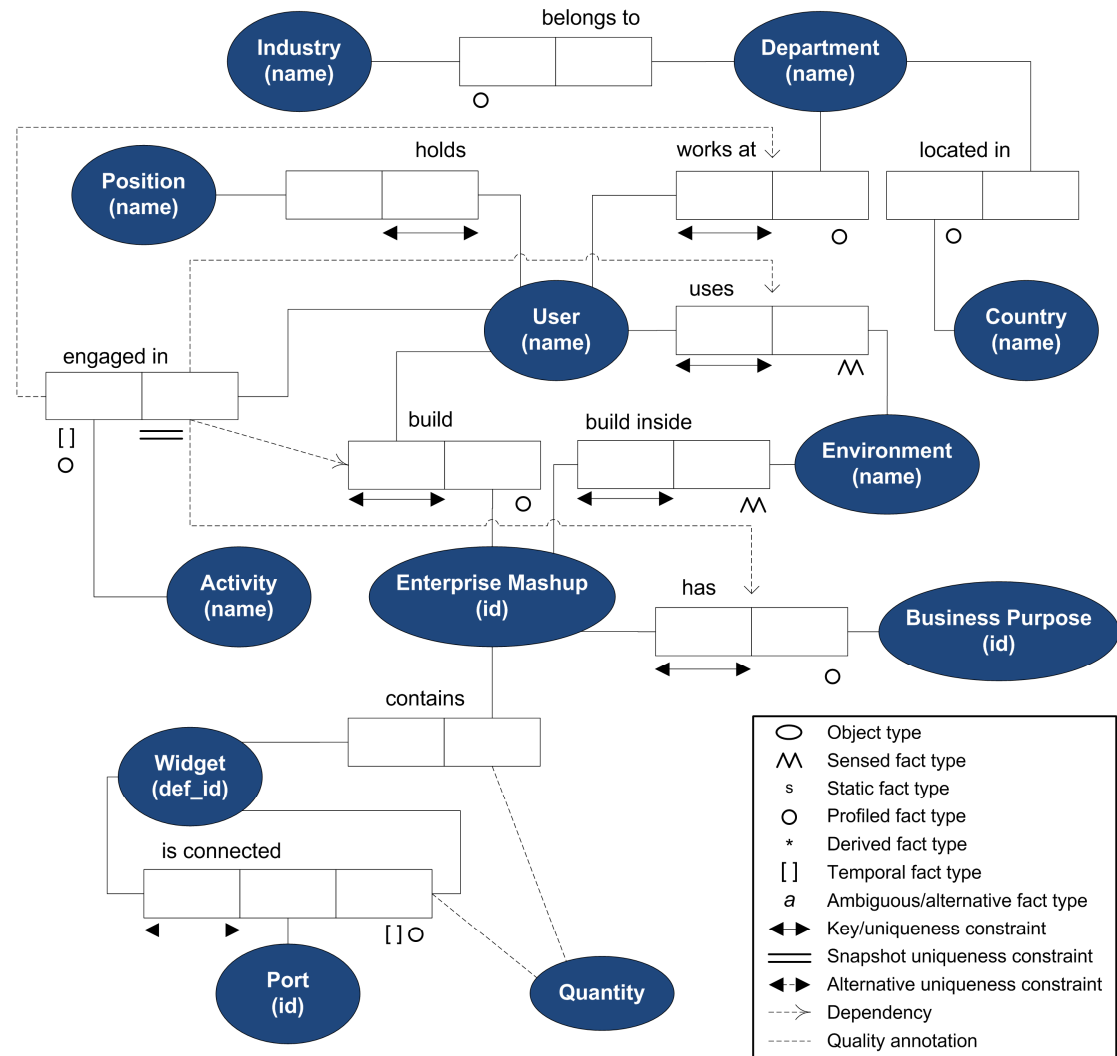 belongs to
Industry
(name)
Department
(name)
holds
works at
located in
Position
(name)
uses
User
(name)
Country
(name)
engaged in
[ ]
build
build inside
Environment
(name)
Activity
(name)
Enterprise Mashup
(id)
has
Business Purpose
(id)
contains
Widget
(def_id)
is connected
[ ]
Port
(id)
Quantity
Object type
Sensed fact type
s Static fact type
Profiled fact type
* Derived fact type
[ ] Temporal fact type
a Ambiguous/alternative fact type
Key/uniqueness constraint
Snapshot uniqueness constraint
Alternative uniqueness constraint
Dependency
Quality annotation